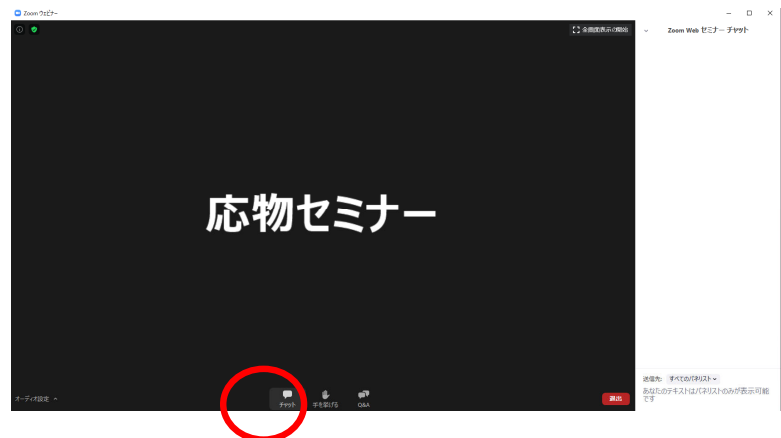 Zoom ウェビナー
全画面表示の開始
Zoom Web セミナー チャット
応物セミナー
送信先: すべてのパネリスト
あなたのテキストはパネリストのみが表示可能
です
オーディオ設定
チャット
手を挙げる
Q&A
退出